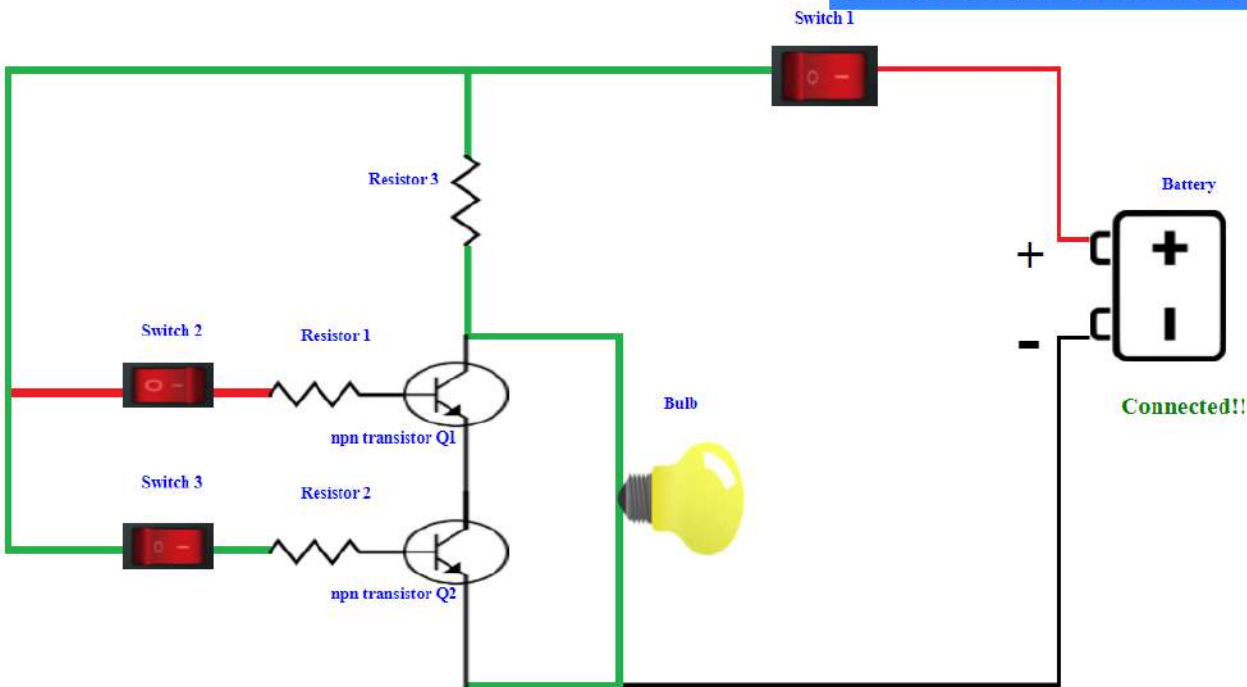 Switch 1
Resistor 3
Battery
+
+
-
-
Switch 2
Resistor 1
Bulb
Connected!!
npn transistor Q1
Switch 3
Resistor 2
npn transistor Q2